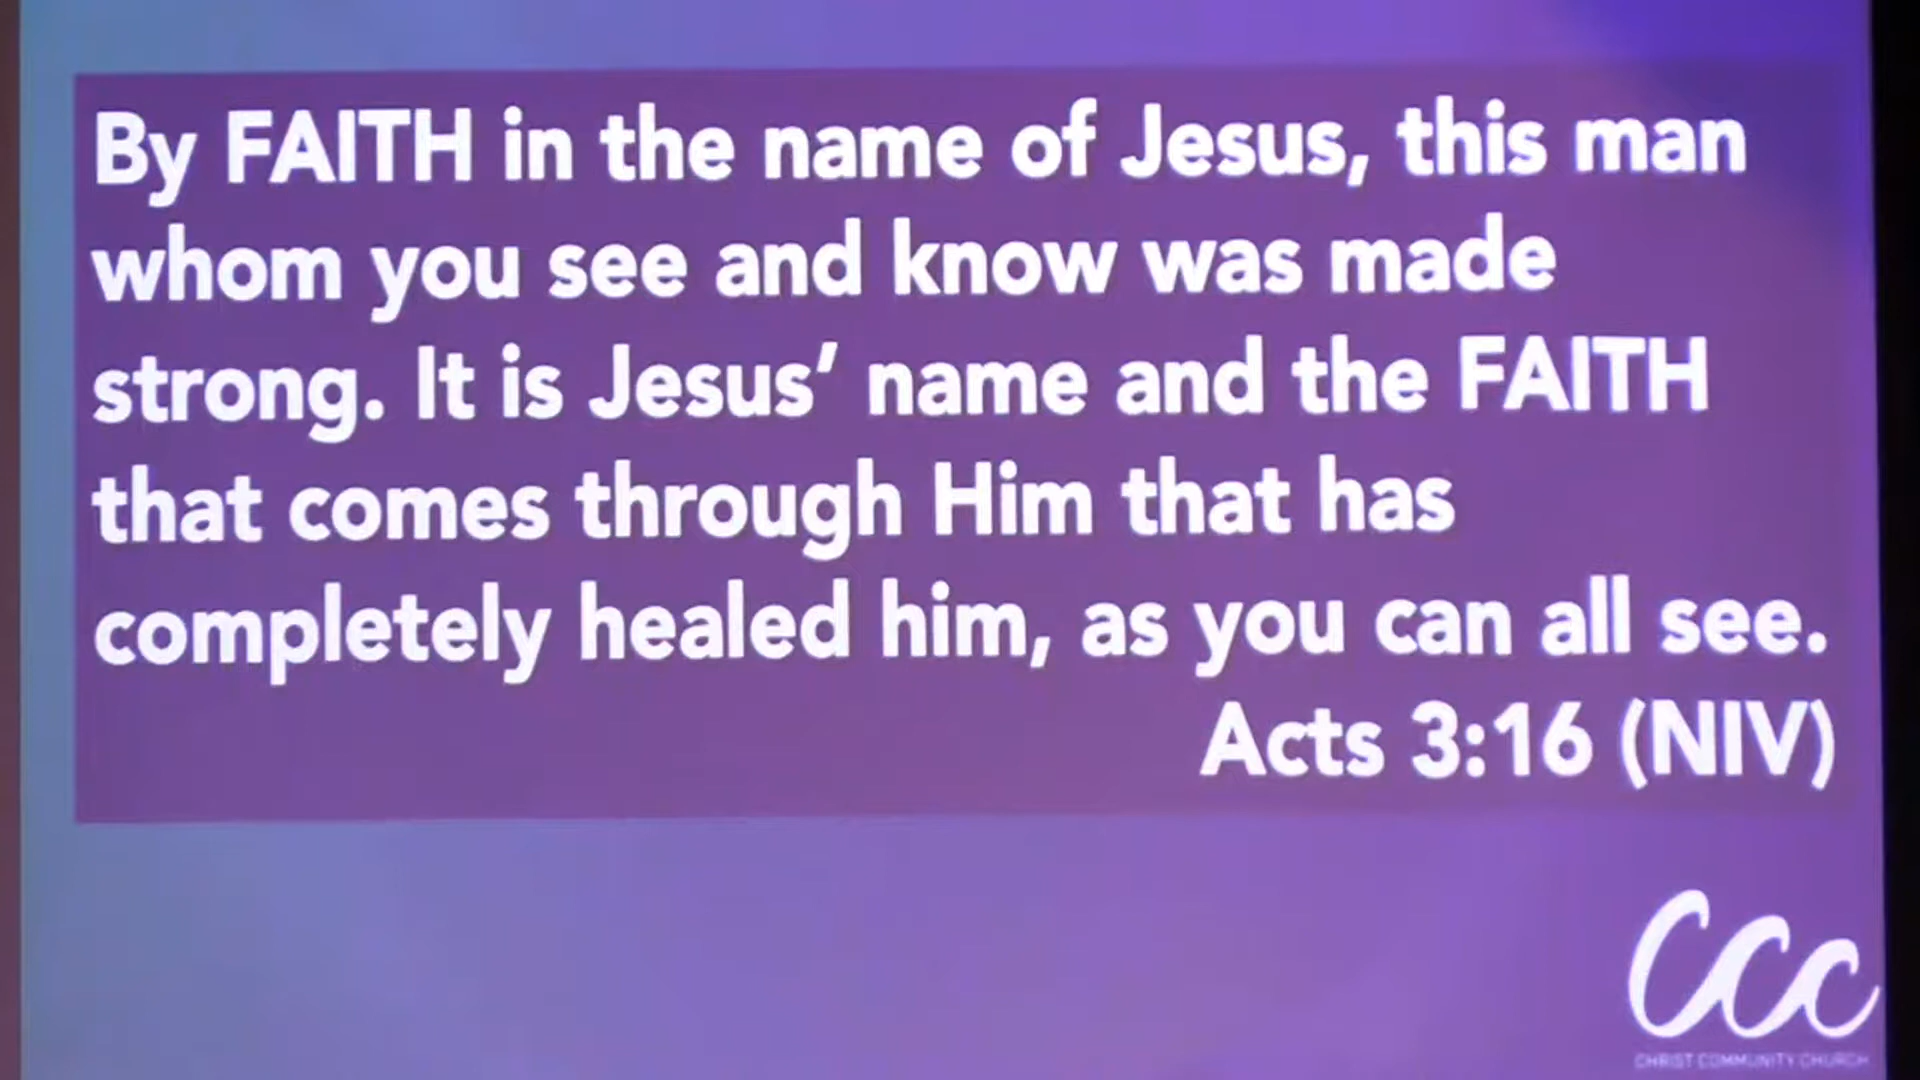 By FAITH in the name of Jesus, this man
whom you see and know was made
strong. It is Jesus’ name and the FAITH
that comes through Him that has
completely healed him, as you can all see.
Acts 3:16 (NIV)
ccc
CHRIST COMMUNITY CHURCH